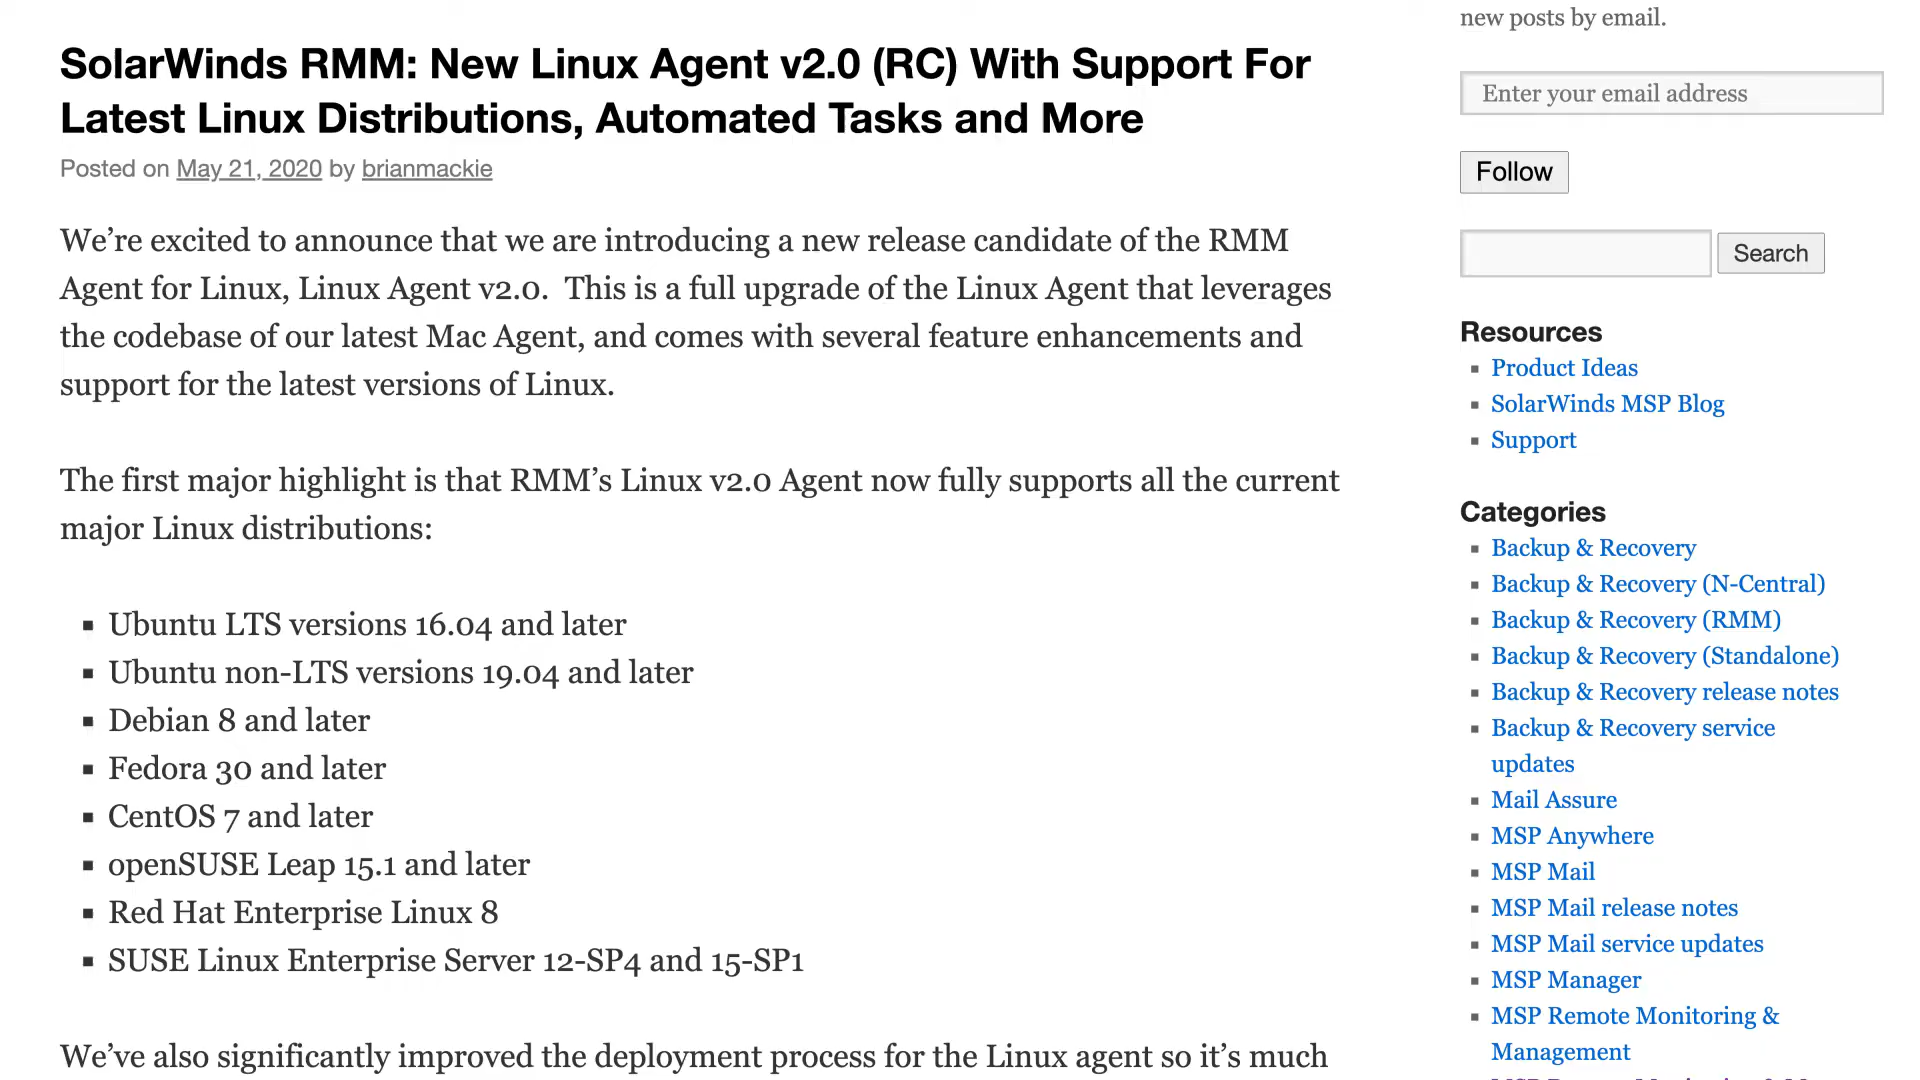 SolarWinds RMM: New Linux Agent v2.0 (RC) With Support For
Latest Linux Distributions, Automated Tasks and More
Posted on May 21, 2020 by brianmackie
We’re excited to announce that we are introducing a new release candidate of the RMM
Agent for Linux, Linux Agent v2.0.  This is a full upgrade of the Linux Agent that leverages
the codebase of our latest Mac Agent, and comes with several feature enhancements and
support for the latest versions of Linux.
The first major highlight is that RMM’s Linux v2.0 Agent now fully supports all the current
major Linux distributions:
Ubuntu LTS versions 16.04 and later
Ubuntu non-LTS versions 19.04 and later
Debian 8 and later
Fedora 30 and later
CentOS 7 and later
openSUSE Leap 15.1 and later
Red Hat Enterprise Linux 8
SUSE Linux Enterprise Server 12-SP4 and 15-SP1
We’ve also significantly improved the deployment process for the Linux agent so it’s much
new posts by email.
Enter your email address
Follow
Search
Resources
Product Ideas
SolarWinds MSP Blog
Support
Categories
Backup & Recovery
Backup & Recovery (N-Central)
Backup & Recovery (RMM)
Backup & Recovery (Standalone)
Backup & Recovery release notes
Backup & Recovery service
updates
Mail Assure
MSP Anywhere
MSP Mail
MSP Mail release notes
MSP Mail service updates
MSP Manager
MSP Remote Monitoring &
Management